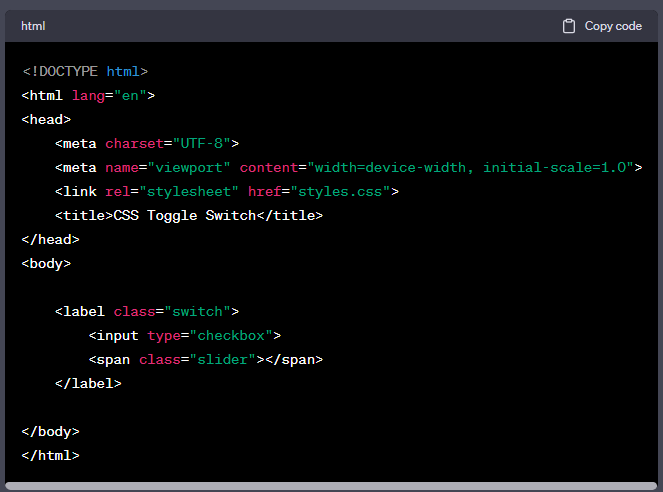 html
Copy code
<!DOCTYPE html>
<html lang="en">
<head>
    <meta charset="UTF-8">
    <meta name="viewport" content="width=device-width, initial-scale=1.0">
    <link rel="stylesheet" href="styles.css">
    <title>CSS Toggle Switch</title>
</head>
<body>

    <label class="switch">
        <input type="checkbox">
        <span class="slider"></span>
    </label>

</body>
</html>